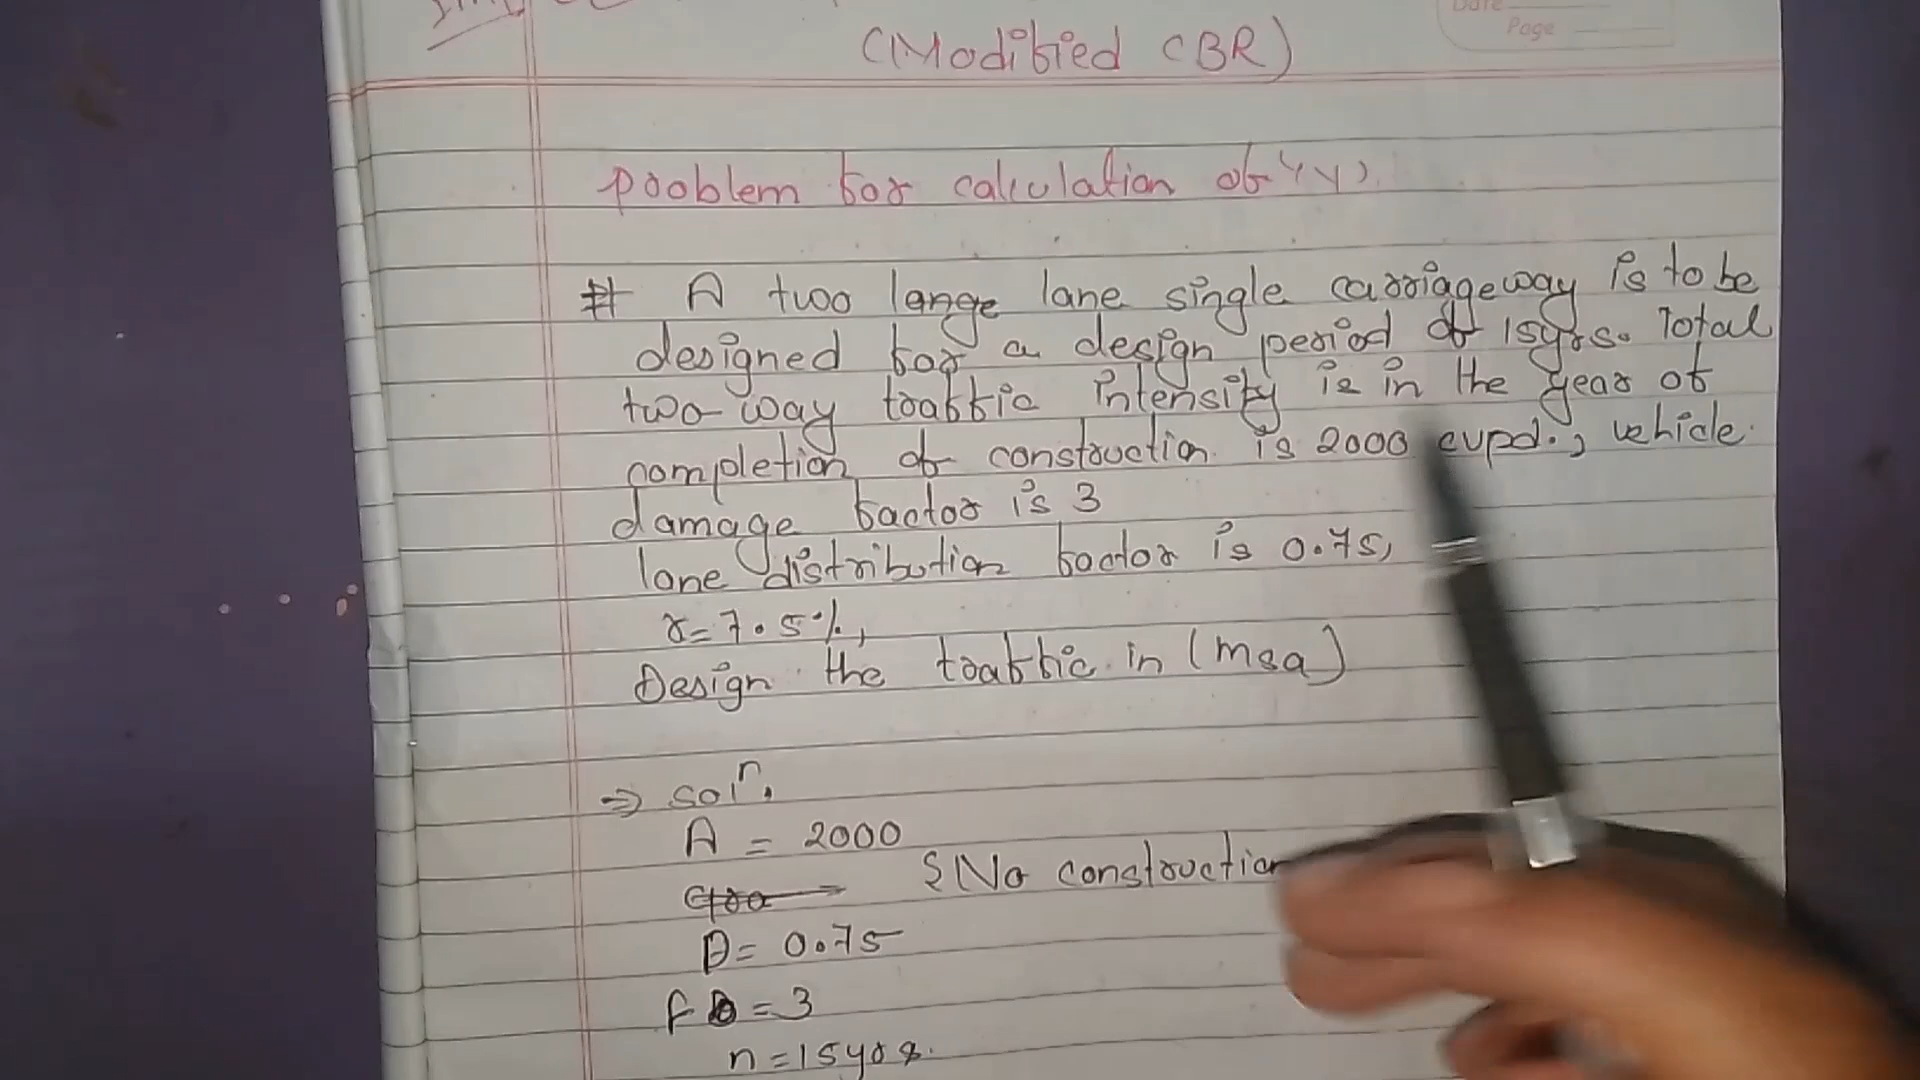 Date
Page
(Modified CBR)
problem for calculation of "y"
# A two lange lane single carriageway is to be
designed for a design period of 15yrs. Total
two-way traffic intensity is in the year of
completion of construction is 2000 cvpd., vehicle
damage factor is 3
lane distribution factor is 0.75,
r=7.5%,
Design the traffic in (msa)
⇒ solⁿ.
A = 2000
{No construction
D= 0.75
F = 3
n=15yrs.